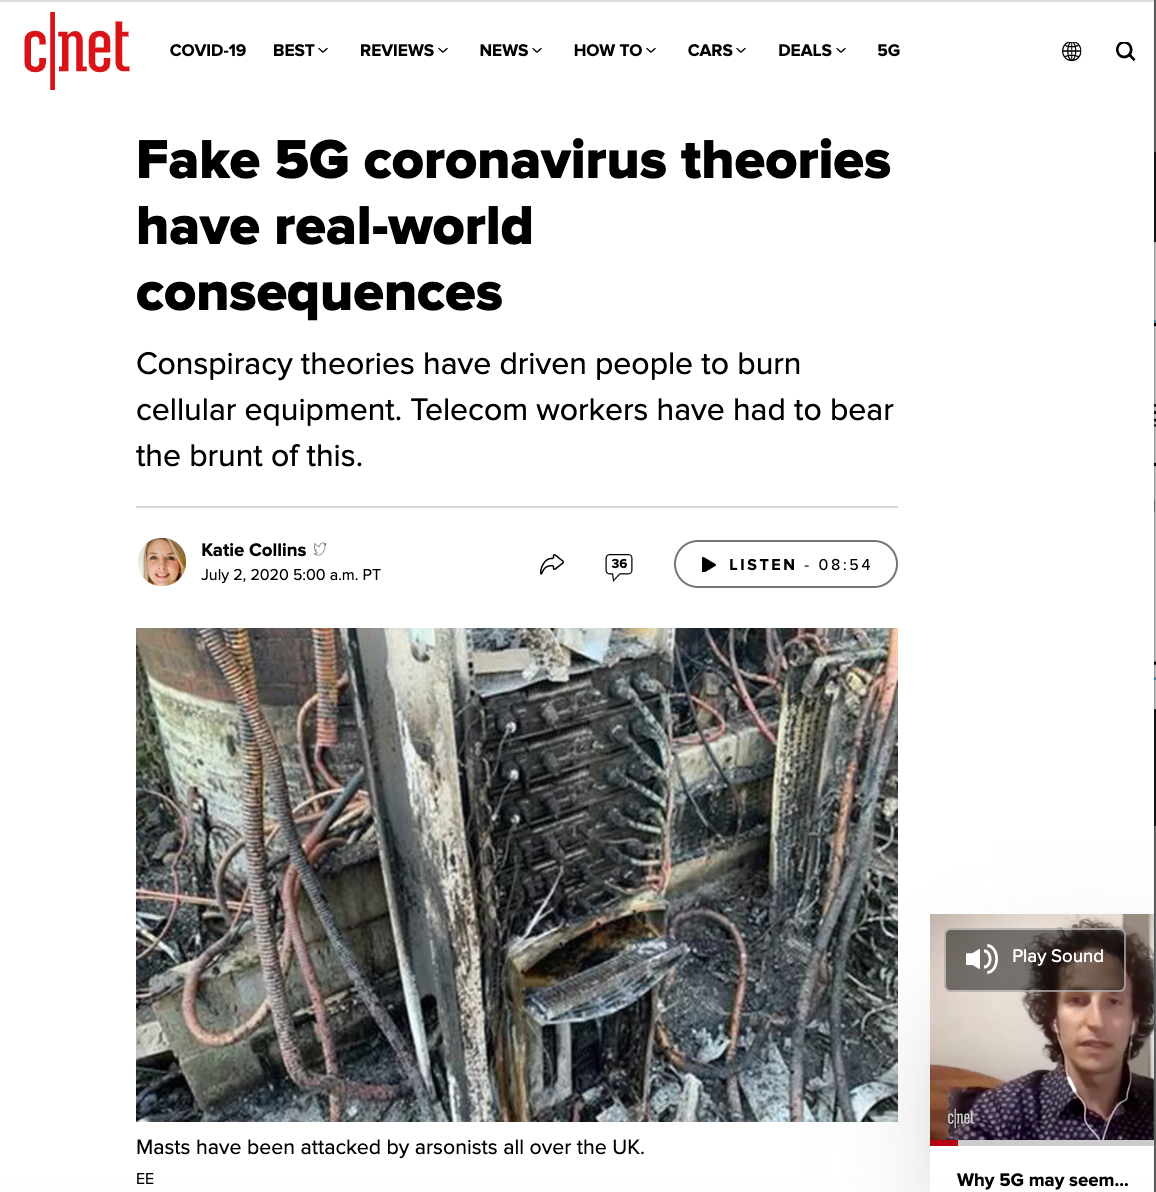 c|net
COVID-19 BEST REVIEWS NEWS HOW TO CARS DEALS 5G
Fake 5G coronavirus theories
have real-world
consequences
Conspiracy theories have driven people to burn
cellular equipment. Telecom workers have had to bear
the brunt of this.
Katie Collins
July 2, 2020 5:00 a.m. PT
36
LISTEN - 08:54
Play Sound
c|net
Masts have been attacked by arsonists all over the UK.
EE
Why 5G may seem...